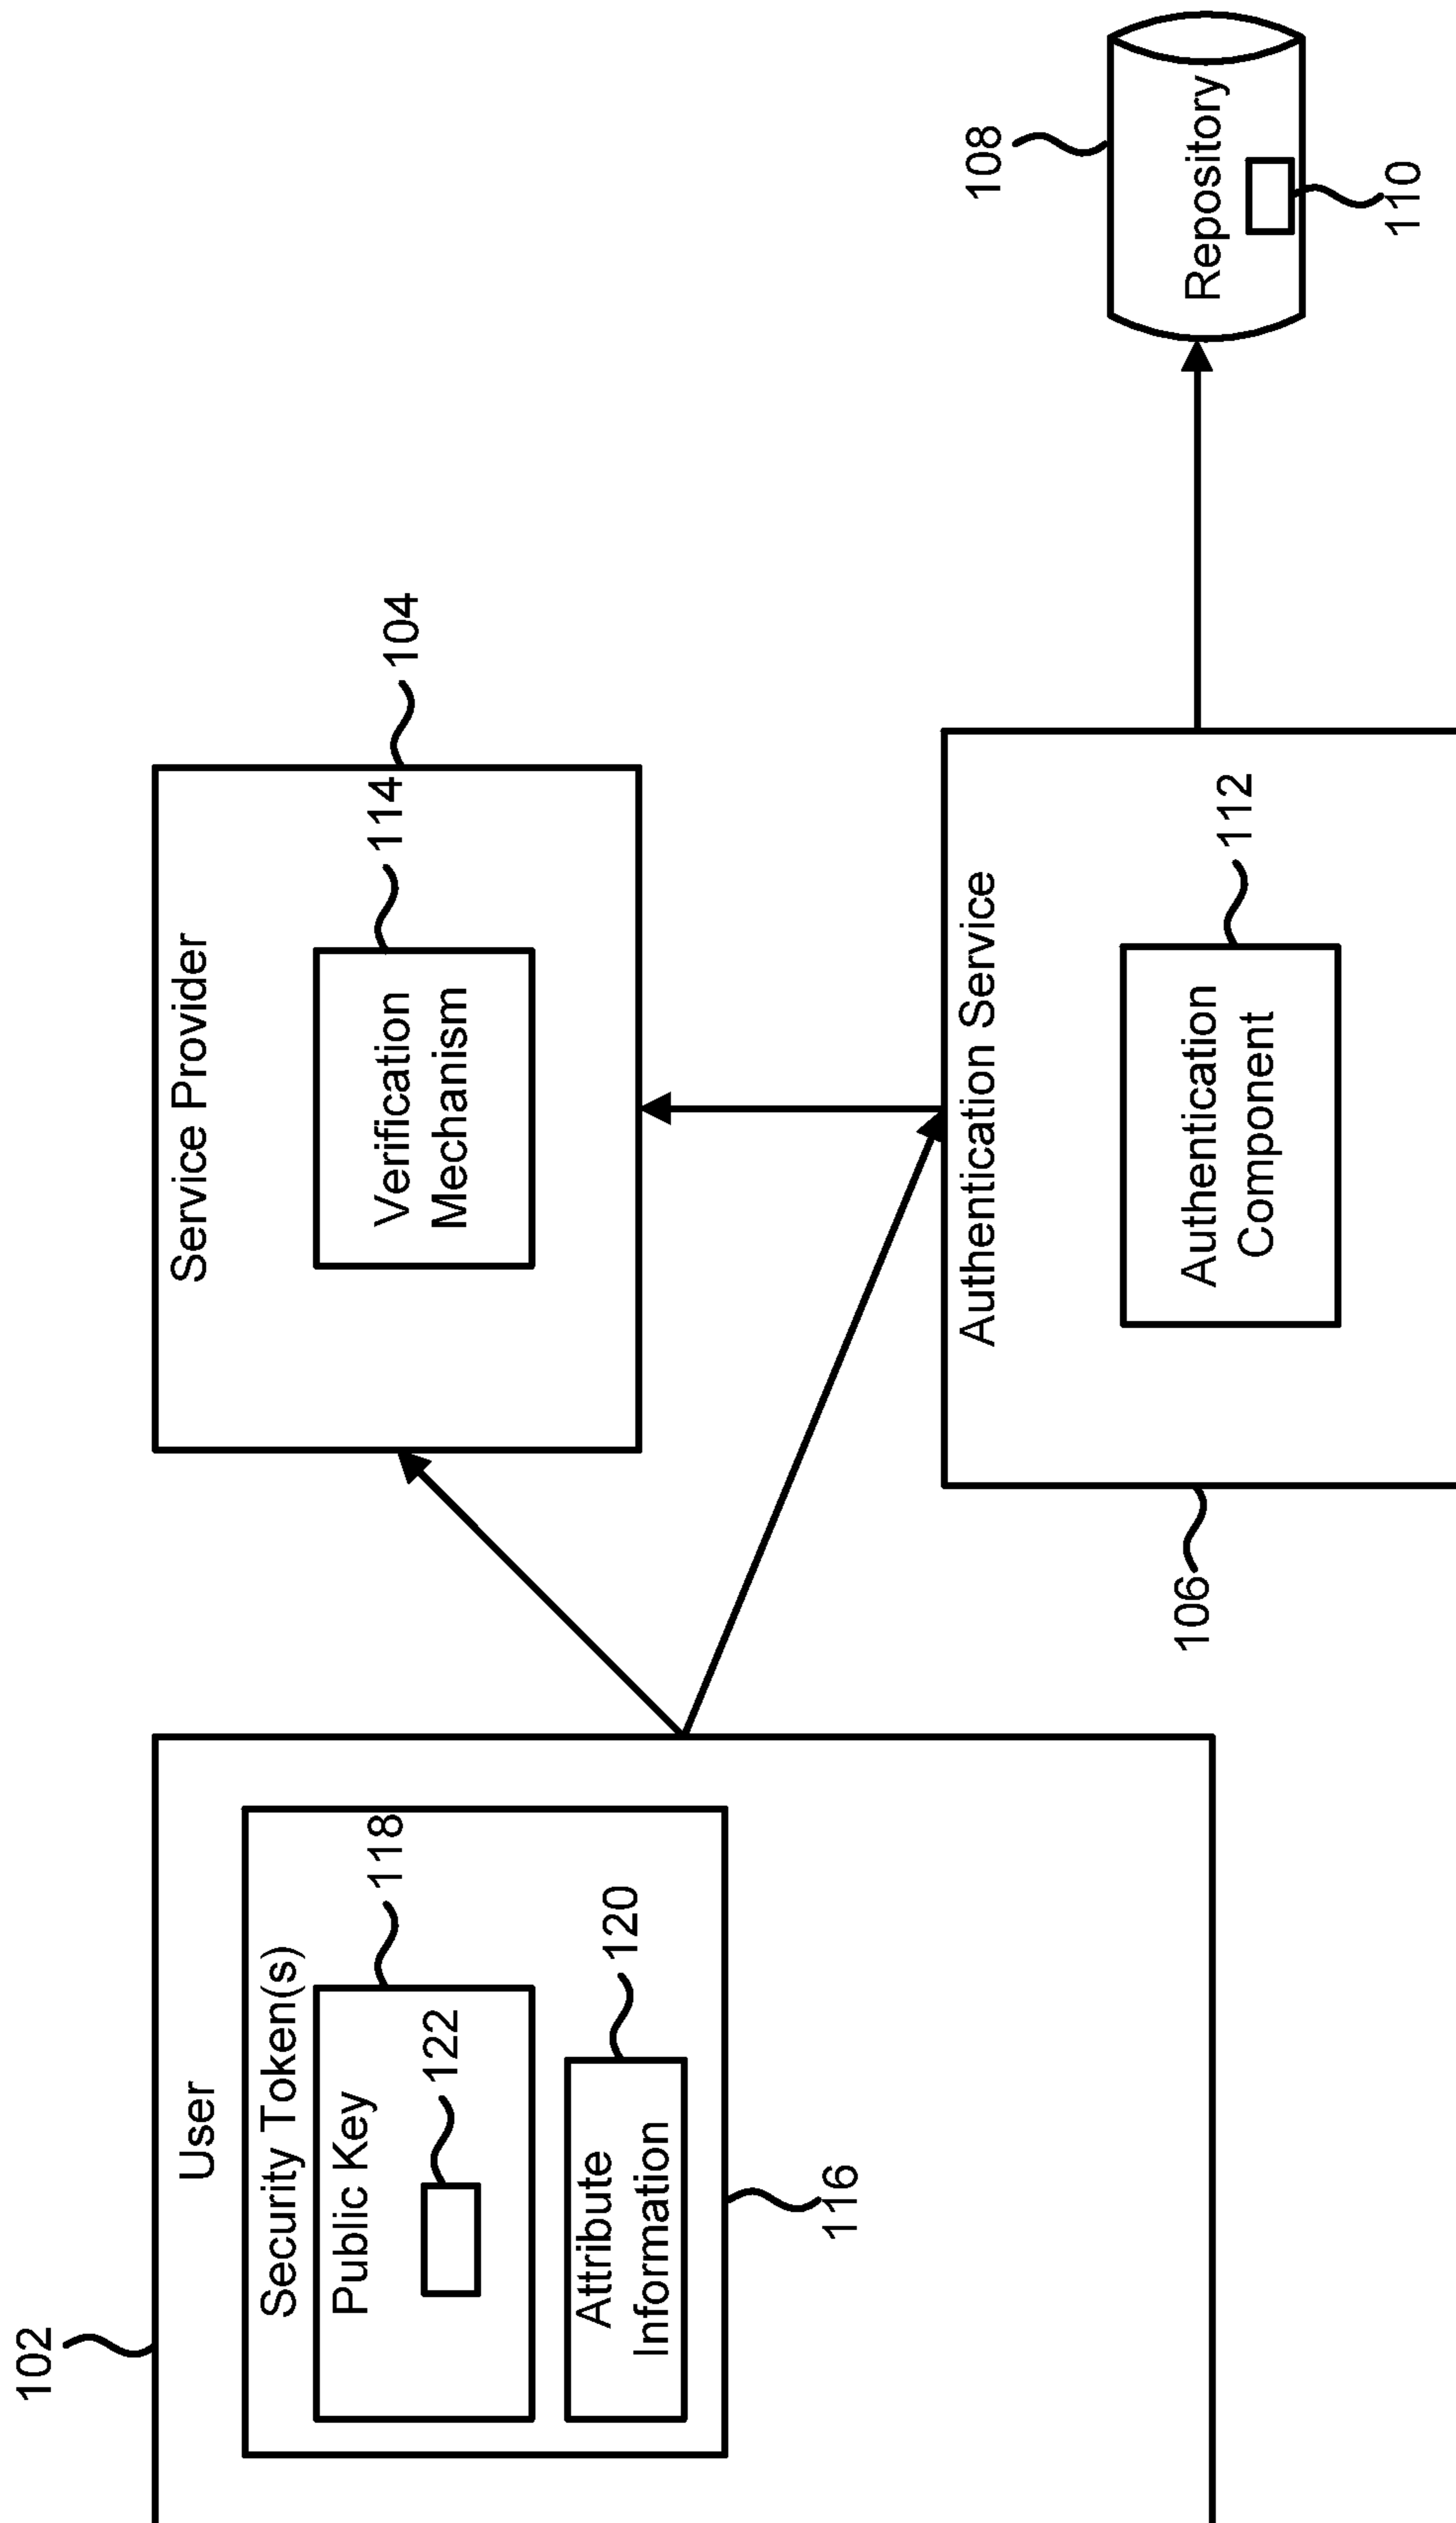 102
User
Security Token(s)
Public Key
118
122
Attribute
Information
120
116
Service Provider
104
Verification
Mechanism
114
Authentication Service
106
Authentication
Component
112
108
Repository
110